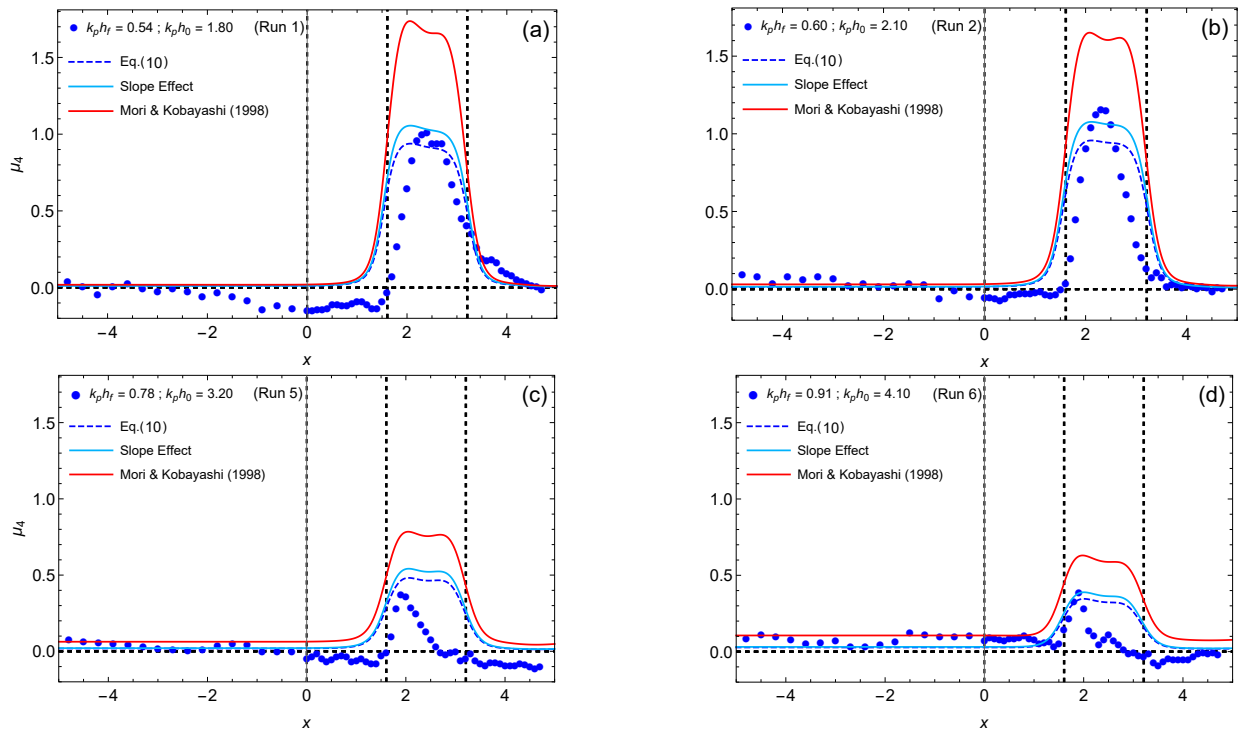 (a)
k_p h_f = 0.54 ; k_p h_0 = 1.80 (Run 1)
Eq.(10)
Slope Effect
Mori & Kobayashi (1998)
μ_4
1.5
1.0
0.5
0.0
−4 −2 0 2 4
x
(b)
k_p h_f = 0.60 ; k_p h_0 = 2.10 (Run 2)
Eq.(10)
Slope Effect
Mori & Kobayashi (1998)
1.5
1.0
0.5
0.0
−4 −2 0 2 4
x
(c)
k_p h_f = 0.78 ; k_p h_0 = 3.20 (Run 5)
Eq.(10)
Slope Effect
Mori & Kobayashi (1998)
μ_4
1.5
1.0
0.5
0.0
−4 −2 0 2 4
x
(d)
k_p h_f = 0.91 ; k_p h_0 = 4.10 (Run 6)
Eq.(10)
Slope Effect
Mori & Kobayashi (1998)
1.5
1.0
0.5
0.0
−4 −2 0 2 4
x